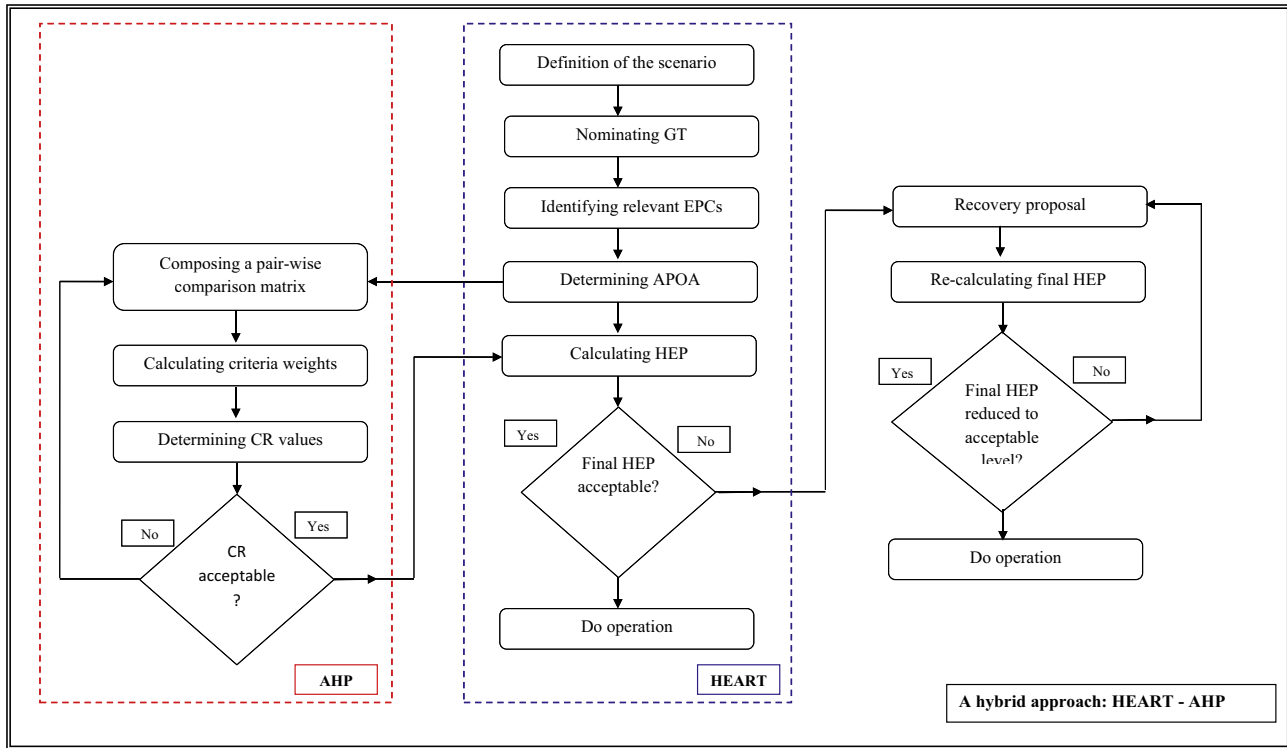 Definition of the scenario
Nominating GT
Identifying relevant EPCs
Determining APOA
Calculating HEP
Yes
No
Final HEP
acceptable?
Do operation
HEART
Composing a pair-wise
comparison matrix
Calculating criteria weights
Determining CR values
No
Yes
CR
acceptable
?
AHP
Recovery proposal
Re-calculating final HEP
Yes
No
Final HEP
reduced to
acceptable
level?
Do operation
A hybrid approach: HEART - AHP